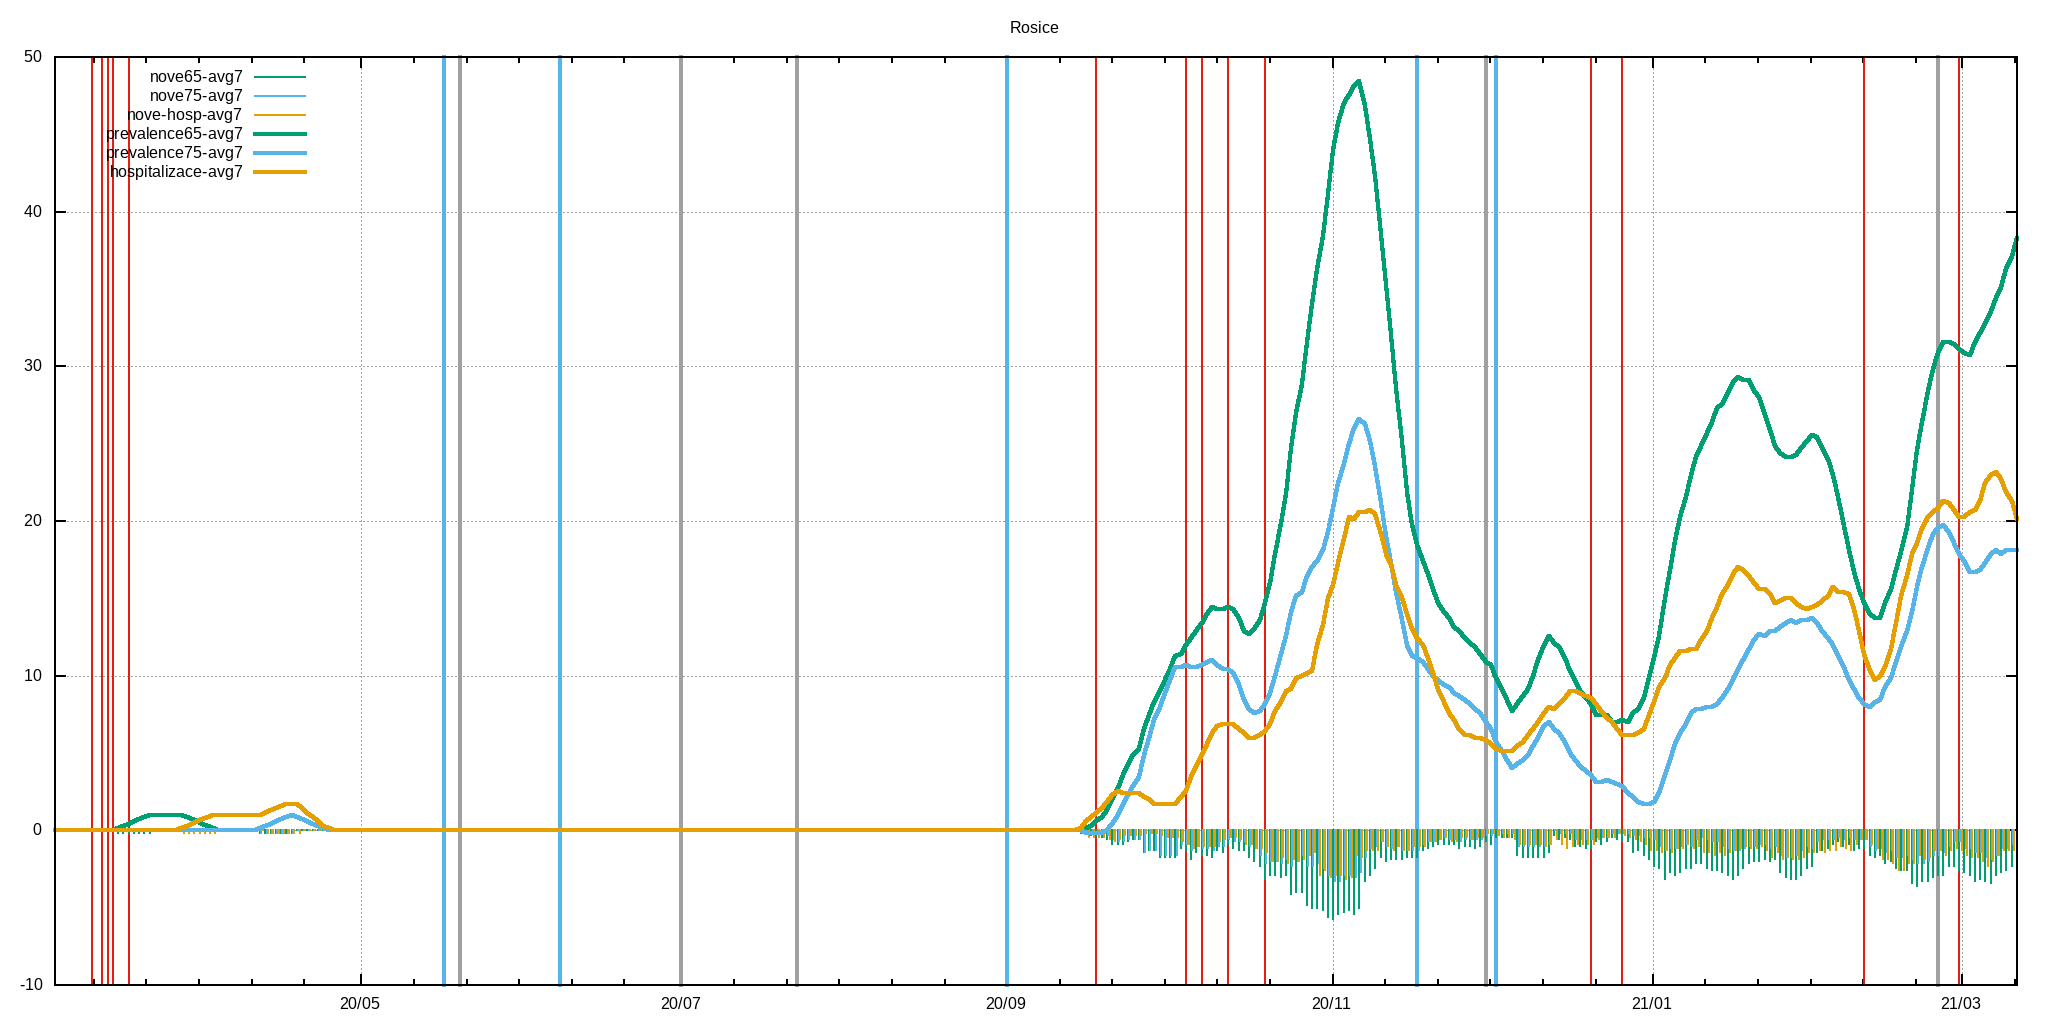 Rosice
nove65-avg7
nove75-avg7
nove-hosp-avg7
prevalence65-avg7
prevalence75-avg7
hospitalizace-avg7
50
40
30
20
10
0
-10
20/05
20/07
20/09
20/11
21/01
21/03